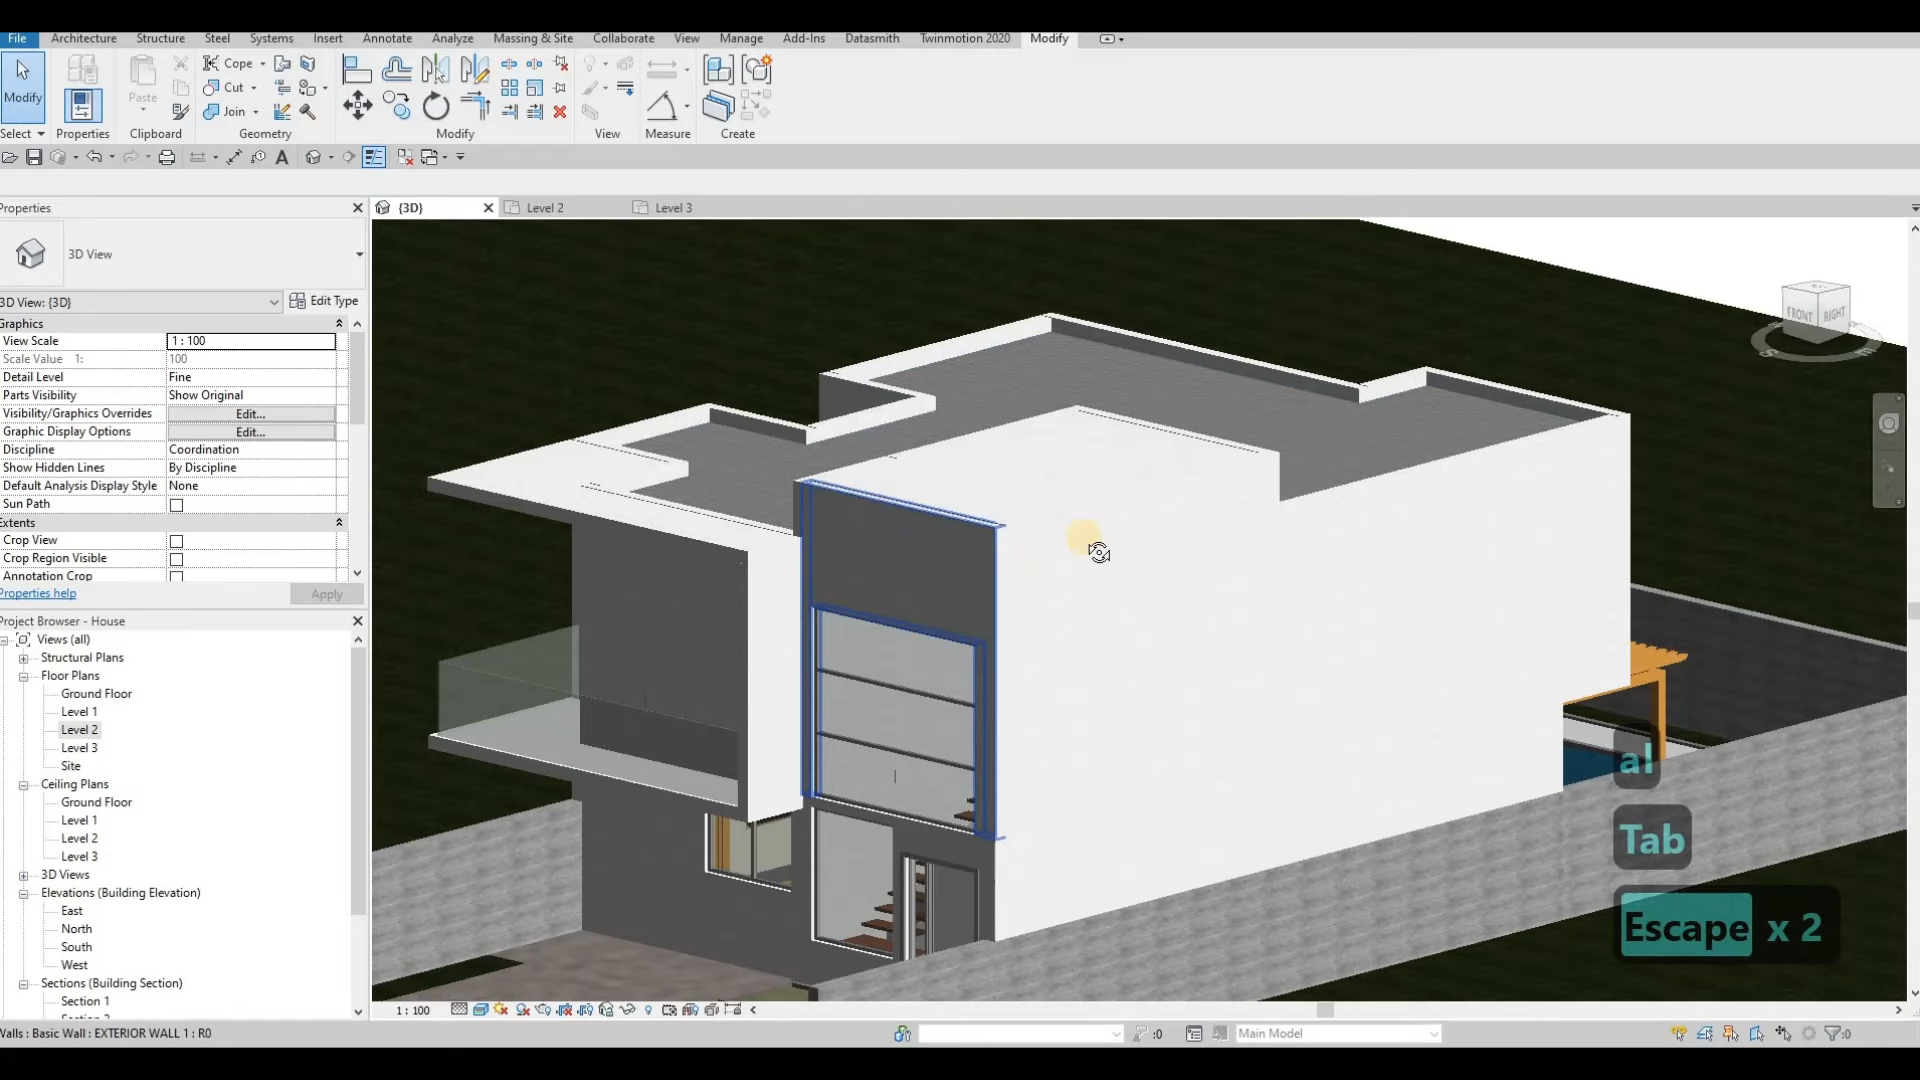 File Architecture Structure Steel Systems Insert Annotate Analyze Massing & Site Collaborate View Manage Add-Ins Datasmith Twinmotion 2020 Modify
Modify Paste Cope Cut Join
Select Properties Clipboard Geometry Modify View Measure Create
Properties {3D} Level 2 Level 3
3D View
3D View: {3D} Edit Type
Graphics
View Scale 1 : 100
Scale Value 1: 100
Detail Level Fine
Parts Visibility Show Original
Visibility/Graphics Overrides Edit...
Graphic Display Options Edit...
Discipline Coordination
Show Hidden Lines By Discipline
Default Analysis Display Style None
Sun Path
Extents
Crop View
Crop Region Visible
Annotation Crop
Properties help Apply
Project Browser - House
Views (all)
Structural Plans
Floor Plans
Ground Floor
Level 1
Level 2
Level 3
Site
Ceiling Plans
Ground Floor
Level 1
Level 2
Level 3
3D Views
Elevations (Building Elevation)
East
North
South
West
Sections (Building Section)
Section 1
FRONT RIGHT
al
Tab
Escape x 2
1 : 100
Walls : Basic Wall : EXTERIOR WALL 1 : R0 :0 Main Model :0